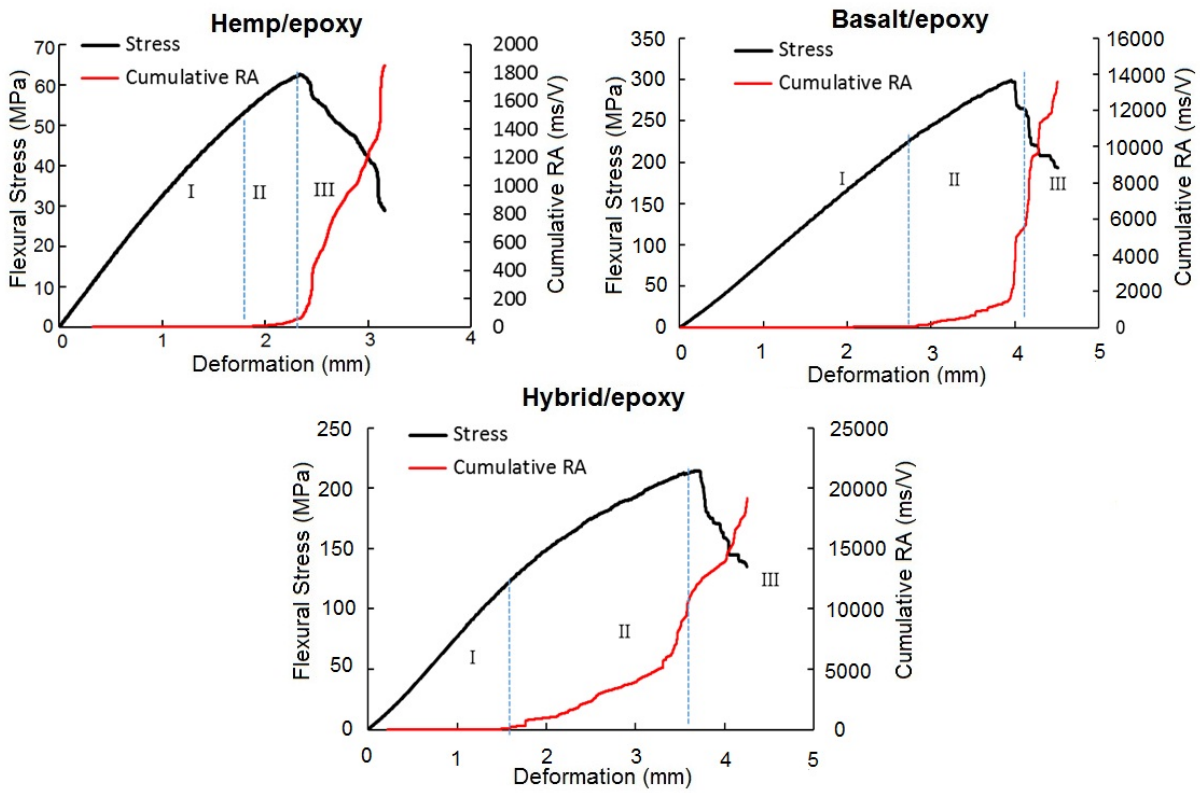 Hemp/epoxy
Stress
Cumulative RA
Flexural Stress (MPa)
70
60
50
40
30
20
10
0
I
II
III
2000
1800
1600
1400
1200
1000
800
600
400
200
0
Cumulative RA (ms/V)
0 1 2 3 4
Deformation (mm)
Basalt/epoxy
Stress
Cumulative RA
Flexural Stress (MPa)
350
300
250
200
150
100
50
0
I
II
III
16000
14000
12000
10000
8000
6000
4000
2000
0
Cumulative RA (ms/V)
0 1 2 3 4 5
Deformation (mm)
Hybrid/epoxy
Stress
Cumulative RA
Flexural Stress (MPa)
250
200
150
100
50
0
I
II
III
25000
20000
15000
10000
5000
0
Cumulative RA (ms/V)
0 1 2 3 4 5
Deformation (mm)